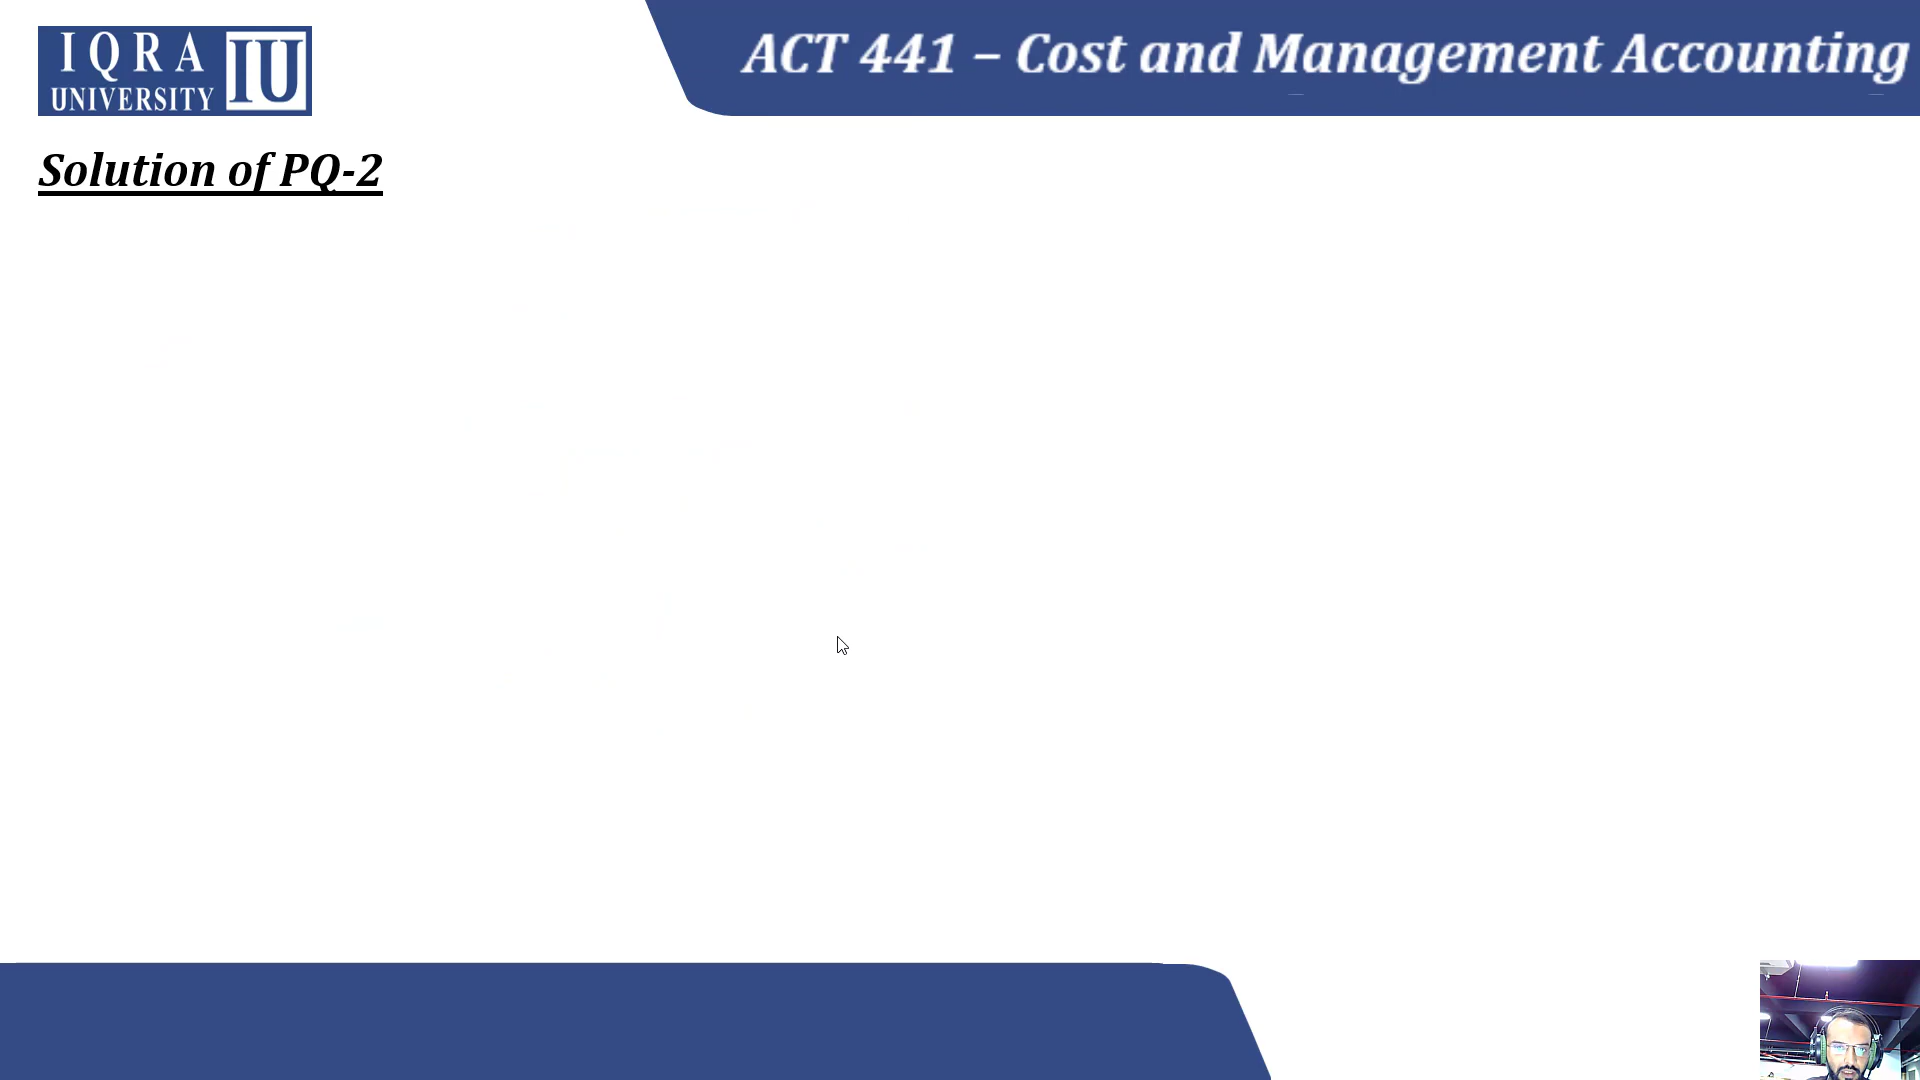 IQRA
UNIVERSITY
IU
ACT 441 – Cost and Management Accounting
Solution of PQ-2